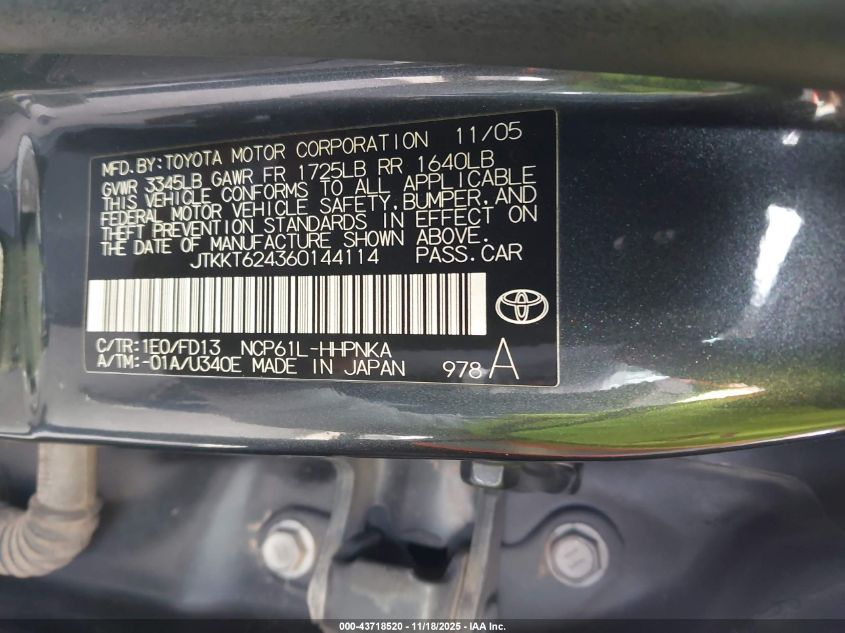 MFD.BY:TOYOTA MOTOR CORPORATION 11/05
GVWR 3345LB GAWR FR 1725LB RR 1640LB
THIS VEHICLE CONFORMS TO ALL APPLICABLE
FEDERAL MOTOR VEHICLE SAFETY,BUMPER,AND
THEFT PREVENTION STANDARDS IN EFFECT ON
THE DATE OF MANUFACTURE SHOWN ABOVE.
JTKKT624360144114 PASS.CAR
C/TR:1E0/FD13 NCP61L-HHPNKA
A/TM:-01A/U340E MADE IN JAPAN 978A
000-43718520 - 11/18/2025 - IAA CORP